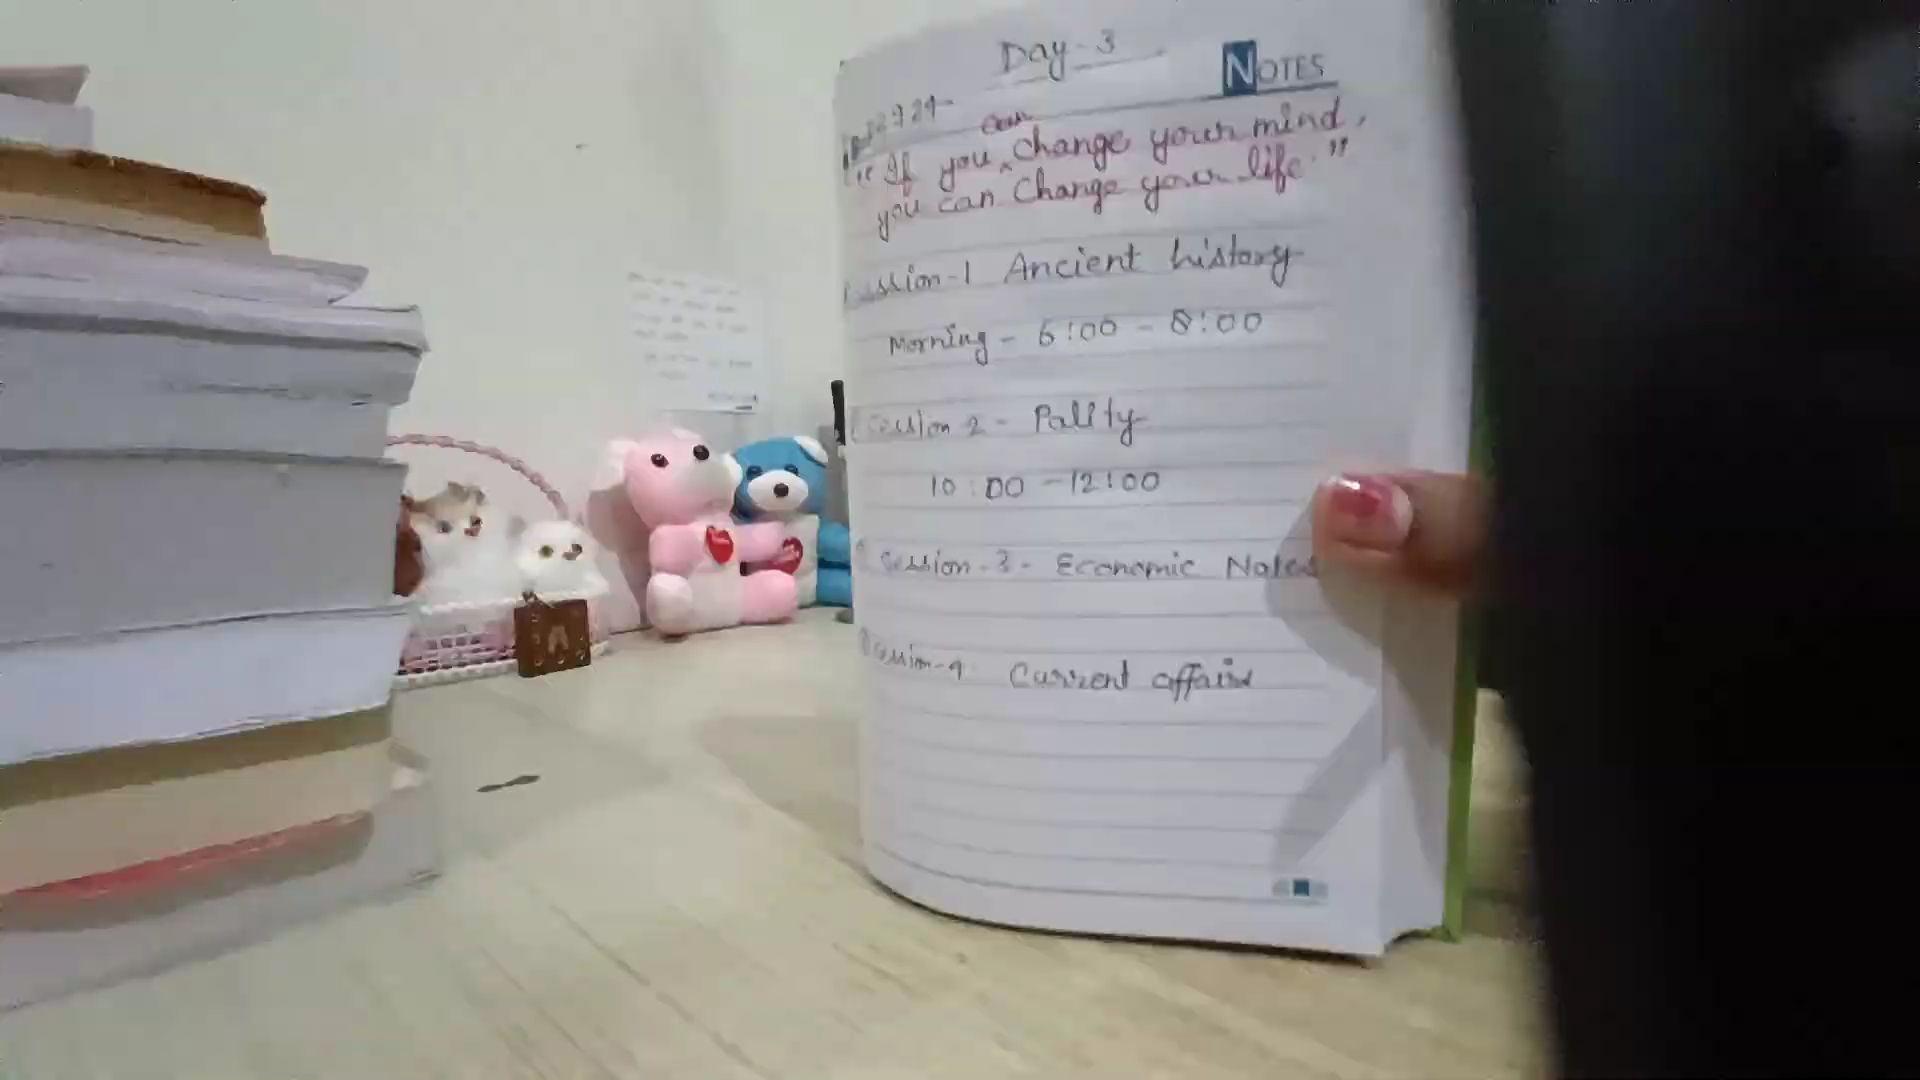 Day-3
NOTES
can
"If you ^ change your mind,
you can change your life."
Session-1 Ancient history
Morning - 6:00 - 8:00
Session 2 - Pality
10:00 - 12:00
Session-3- Economic Notes
Session-4- Current affairs
A